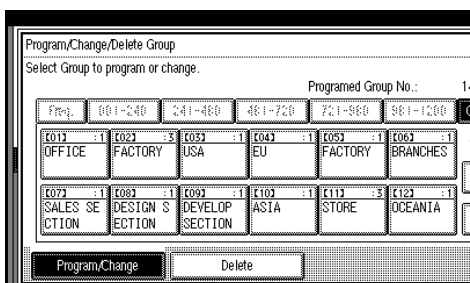 Program/Change/Delete Group
Select Group to program or change.
Programed Group No.: 14
Freq. 001-240 241-480 481-720 721-960 961-1200
[01] :1 [02] :3 [03] :1 [04] :1 [05] :1 [06] :1
OFFICE FACTORY USA EU FACTORY BRANCHES
[07] :1 [08] :3 [09] :1 [10] :1 [11] :3 [12] :1
SALES SE DESIGN S DEVELOP ASIA STORE OCEANIA
CTION ECTION SECTION
Program/Change Delete